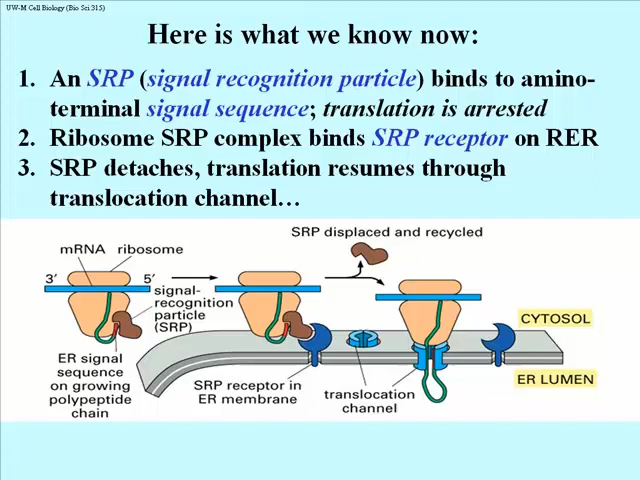 UW-M Cell Biology (Bio Sci 315)
Here is what we know now:
1. An SRP (signal recognition particle) binds to amino-
terminal signal sequence; translation is arrested
2. Ribosome SRP complex binds SRP receptor on RER
3. SRP detaches, translation resumes through
translocation channel…
SRP displaced and recycled
mRNA ribosome
3′ 5′
signal-
recognition
particle
(SRP)
CYTOSOL
ER signal
sequence
on growing
polypeptide
chain
SRP receptor in
ER membrane
translocation
channel
ER LUMEN